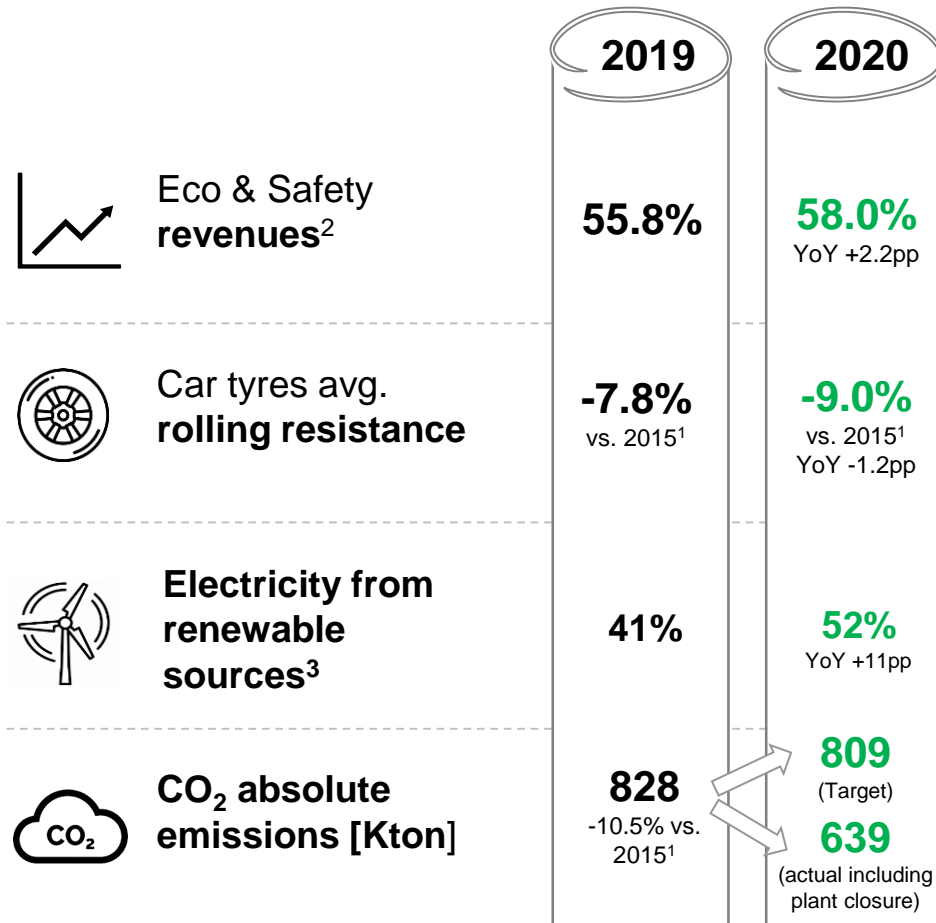 2019
2020
Eco & Safety
revenues²
55.8%
58.0%
YoY +2.2pp
Car tyres avg.
rolling resistance
-7.8%
vs. 2015¹
-9.0%
vs. 2015¹
YoY -1.2pp
Electricity from
renewable
sources³
41%
52%
YoY +11pp
CO₂
CO₂ absolute
emissions [Kton]
828
-10.5% vs.
2015¹
809
(Target)
639
(actual including
plant closure)